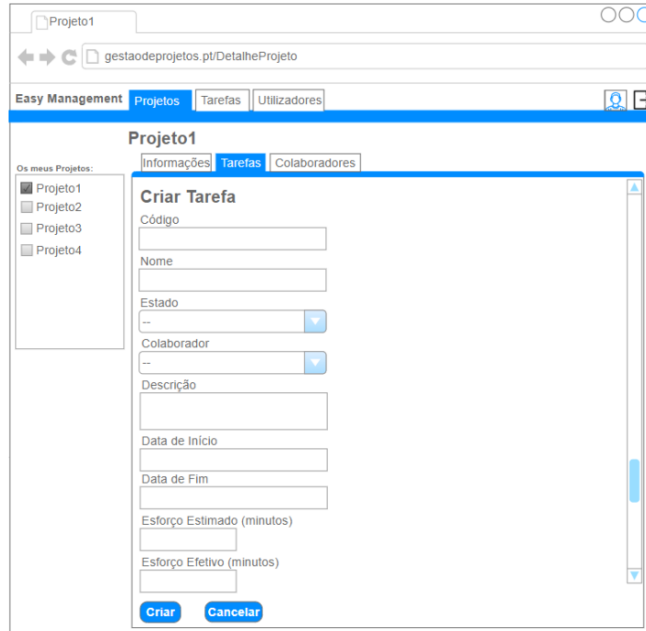 Projeto1
gestaodeprojetos.pt/DetalheProjeto
Easy Management Projetos Tarefas Utilizadores
Projeto1
Informações Tarefas Colaboradores
Os meus Projetos:
Projeto1
Projeto2
Projeto3
Projeto4
Criar Tarefa
Código
Nome
Estado
--
Colaborador
--
Descrição
Data de Início
Data de Fim
Esforço Estimado (minutos)
Esforço Efetivo (minutos)
Criar Cancelar